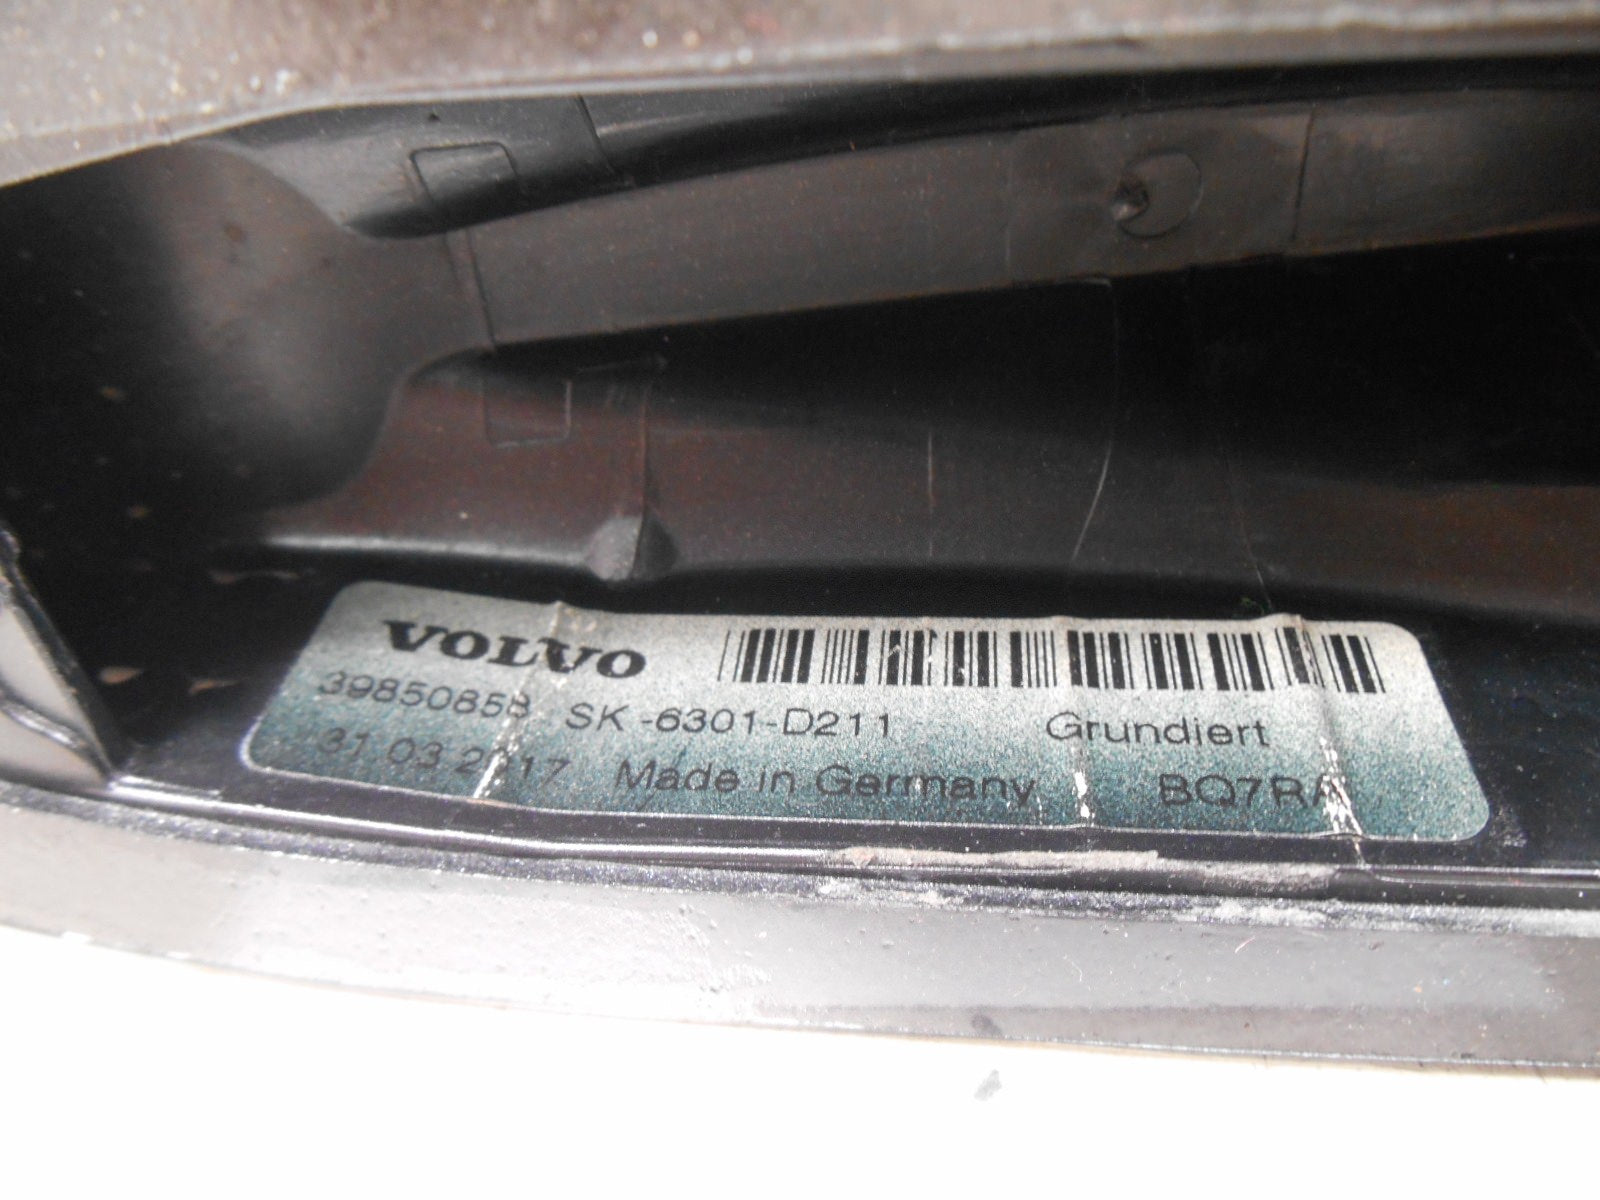 VOLVO
39850858 SK-6301-D211 Grundiert
31.03.2017 Made in Germany BQ7RA